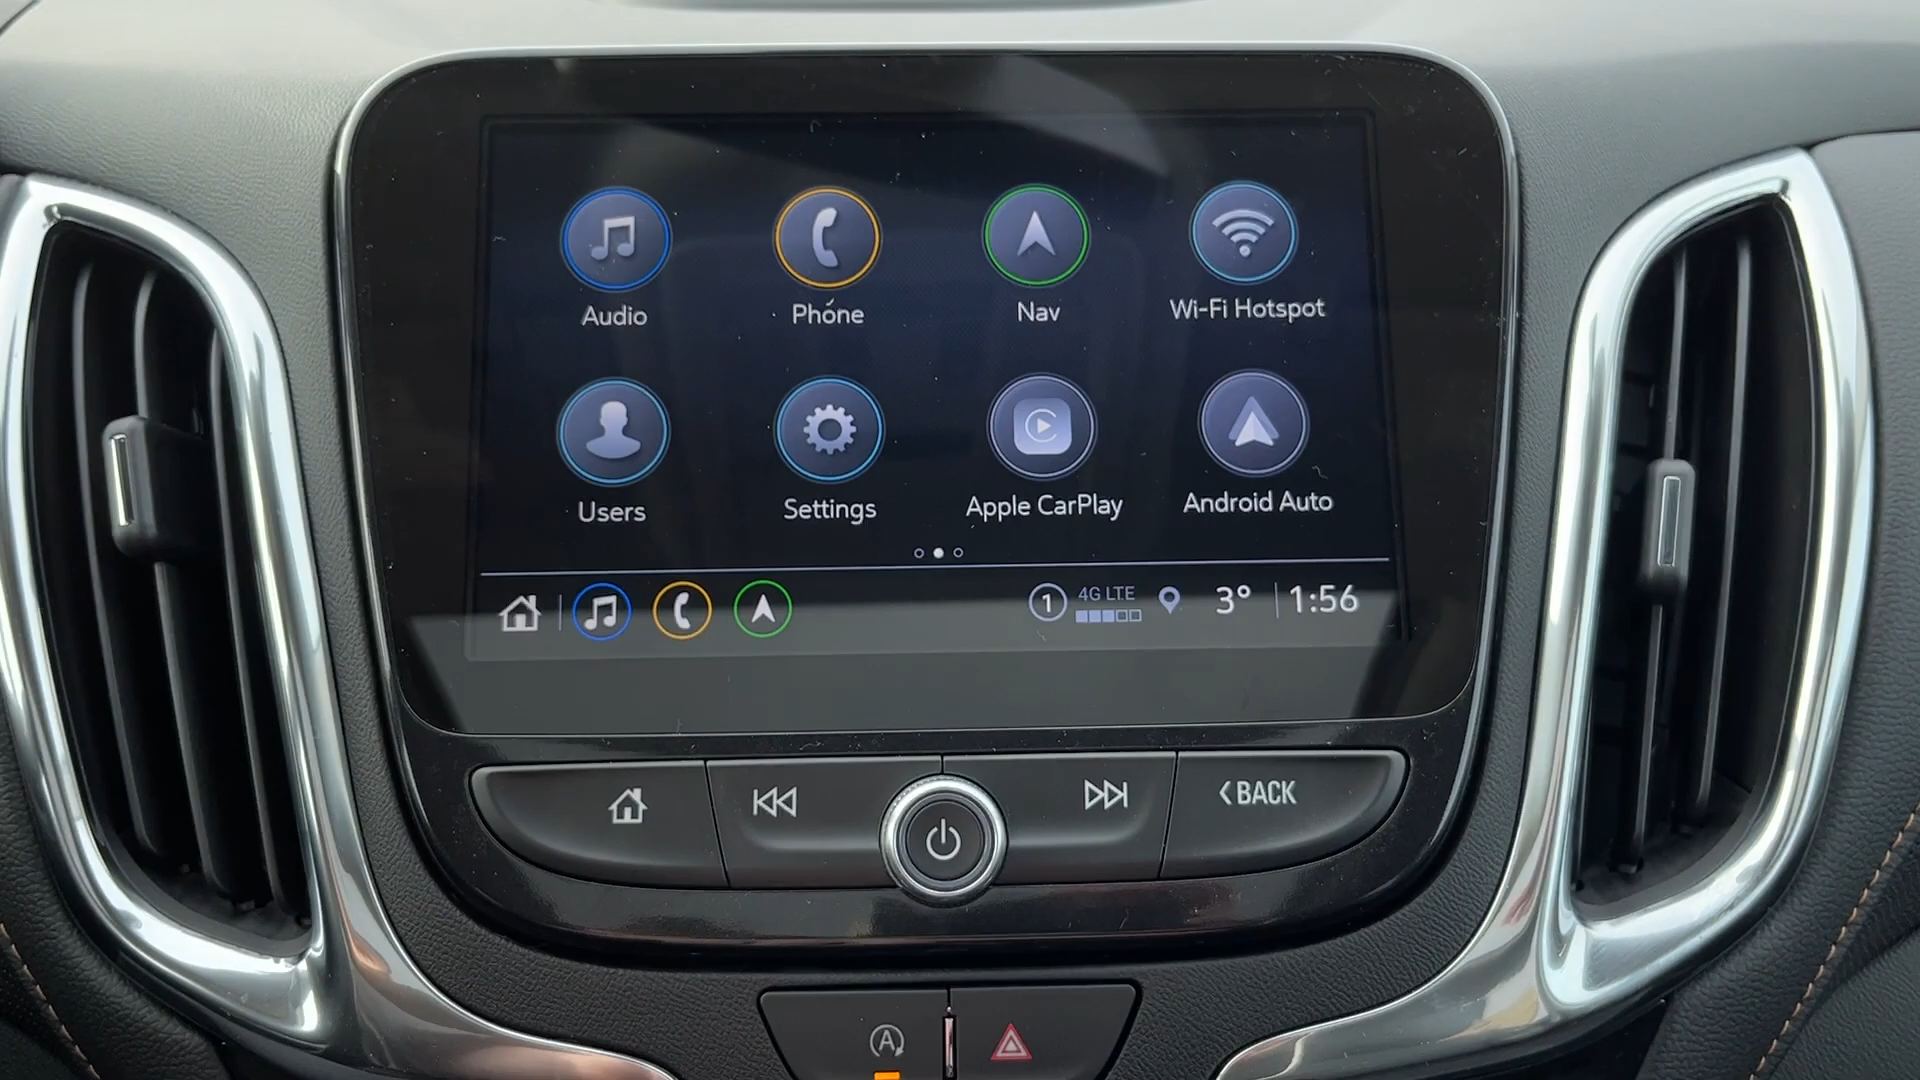 Audio
Phone
Nav
Wi-Fi Hotspot
Users
Settings
Apple CarPlay
Android Auto
1
4G LTE
3°
1:56
BACK
A